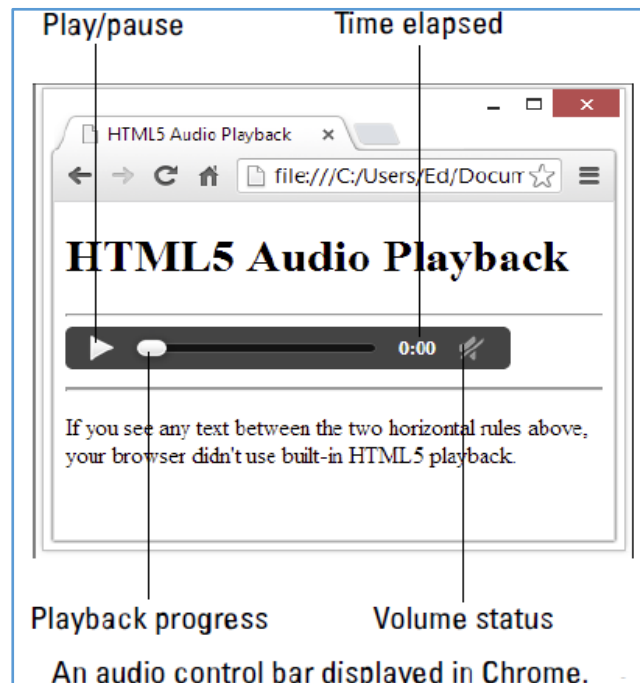 Play/pause
Time elapsed
HTML5 Audio Playback
file:///C:/Users/Ed/Docum
HTML5 Audio Playback
0:00
If you see any text between the two horizontal rules above,
your browser didn't use built-in HTML5 playback.
Playback progress
Volume status
An audio control bar displayed in Chrome.